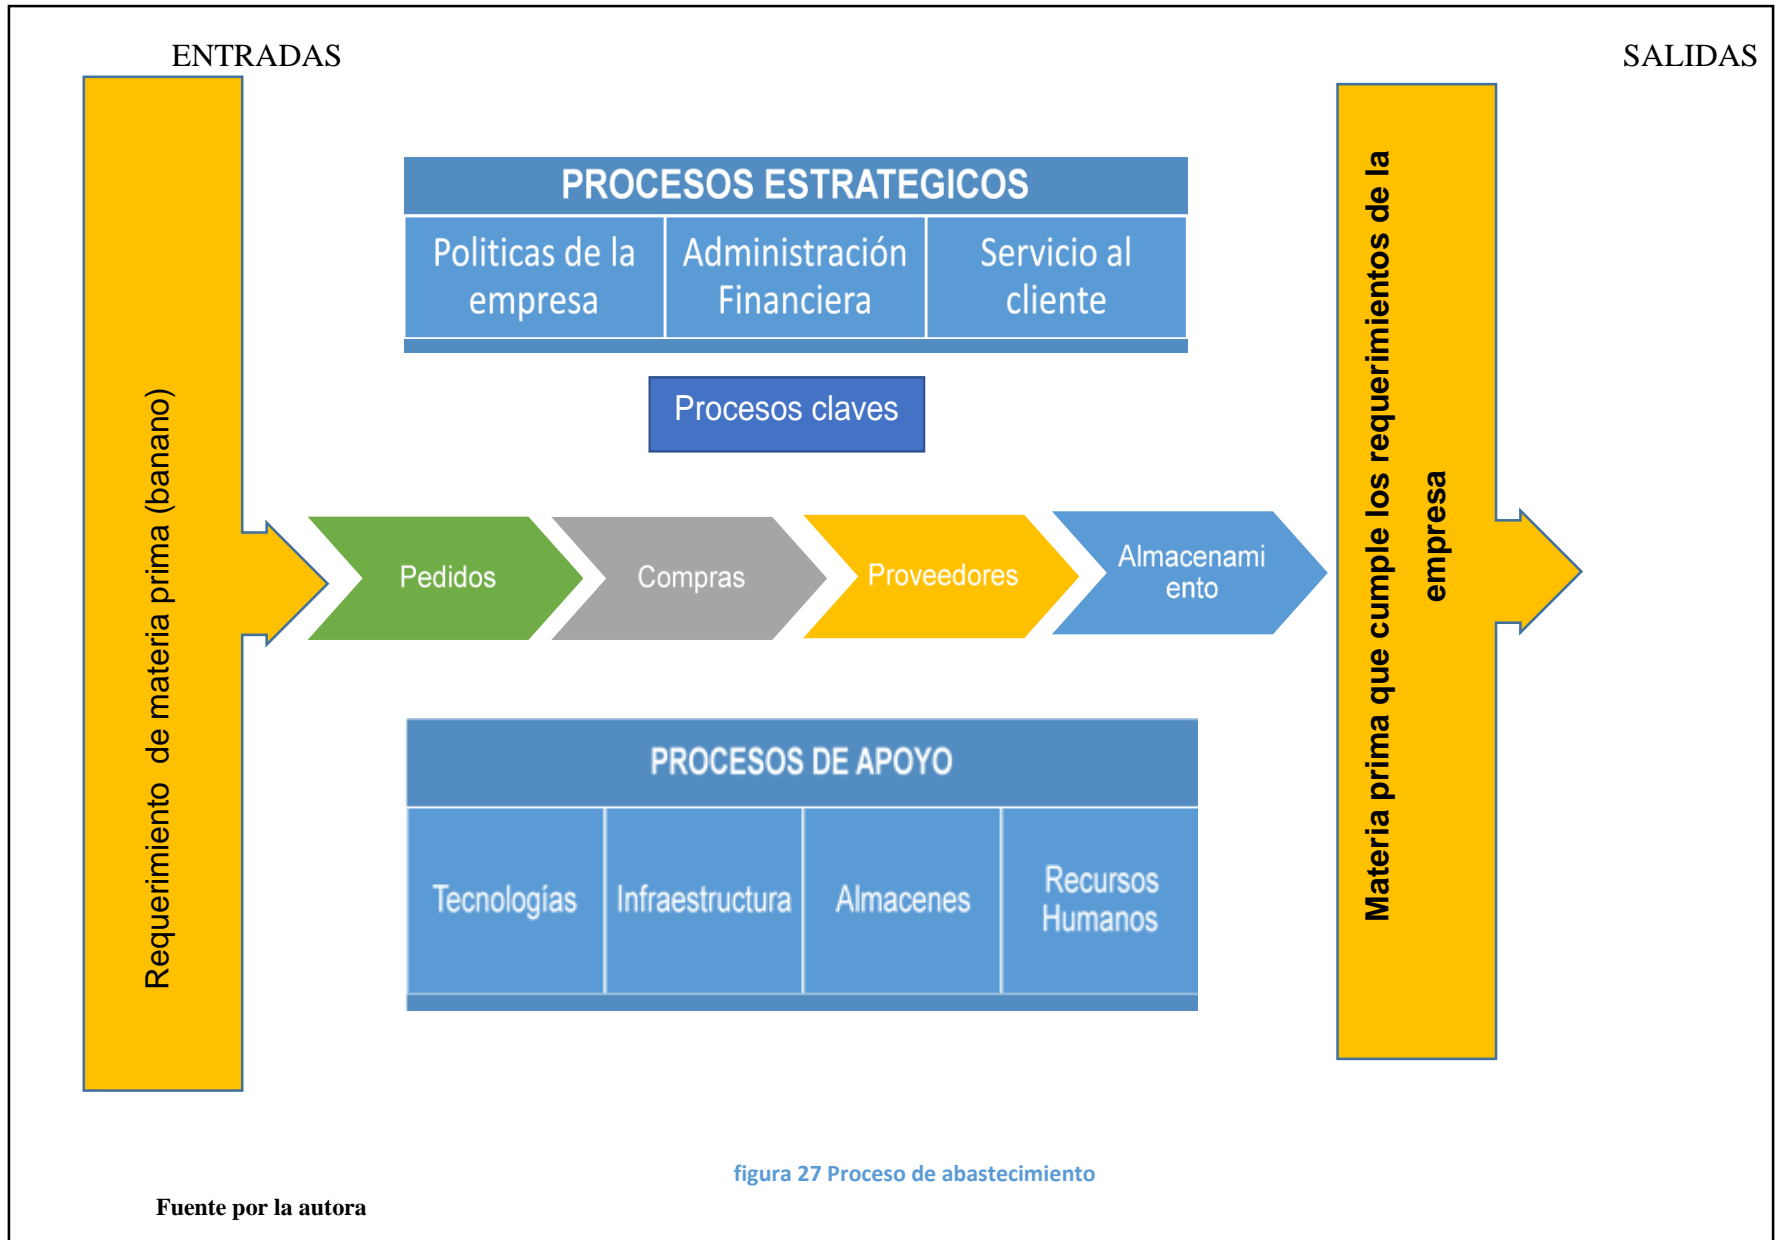 ENTRADAS
SALIDAS
Requerimiento  de materia prima (banano)
PROCESOS ESTRATEGICOS
Politicas de la
empresa
Administración
Financiera
Servicio al
cliente
Procesos claves
Pedidos
Compras
Proveedores
Almacenami
ento
PROCESOS DE APOYO
Tecnologías
Infraestructura
Almacenes
Recursos
Humanos
Materia prima que cumple los requerimientos de la
empresa
figura 27 Proceso de abastecimiento
Fuente por la autora